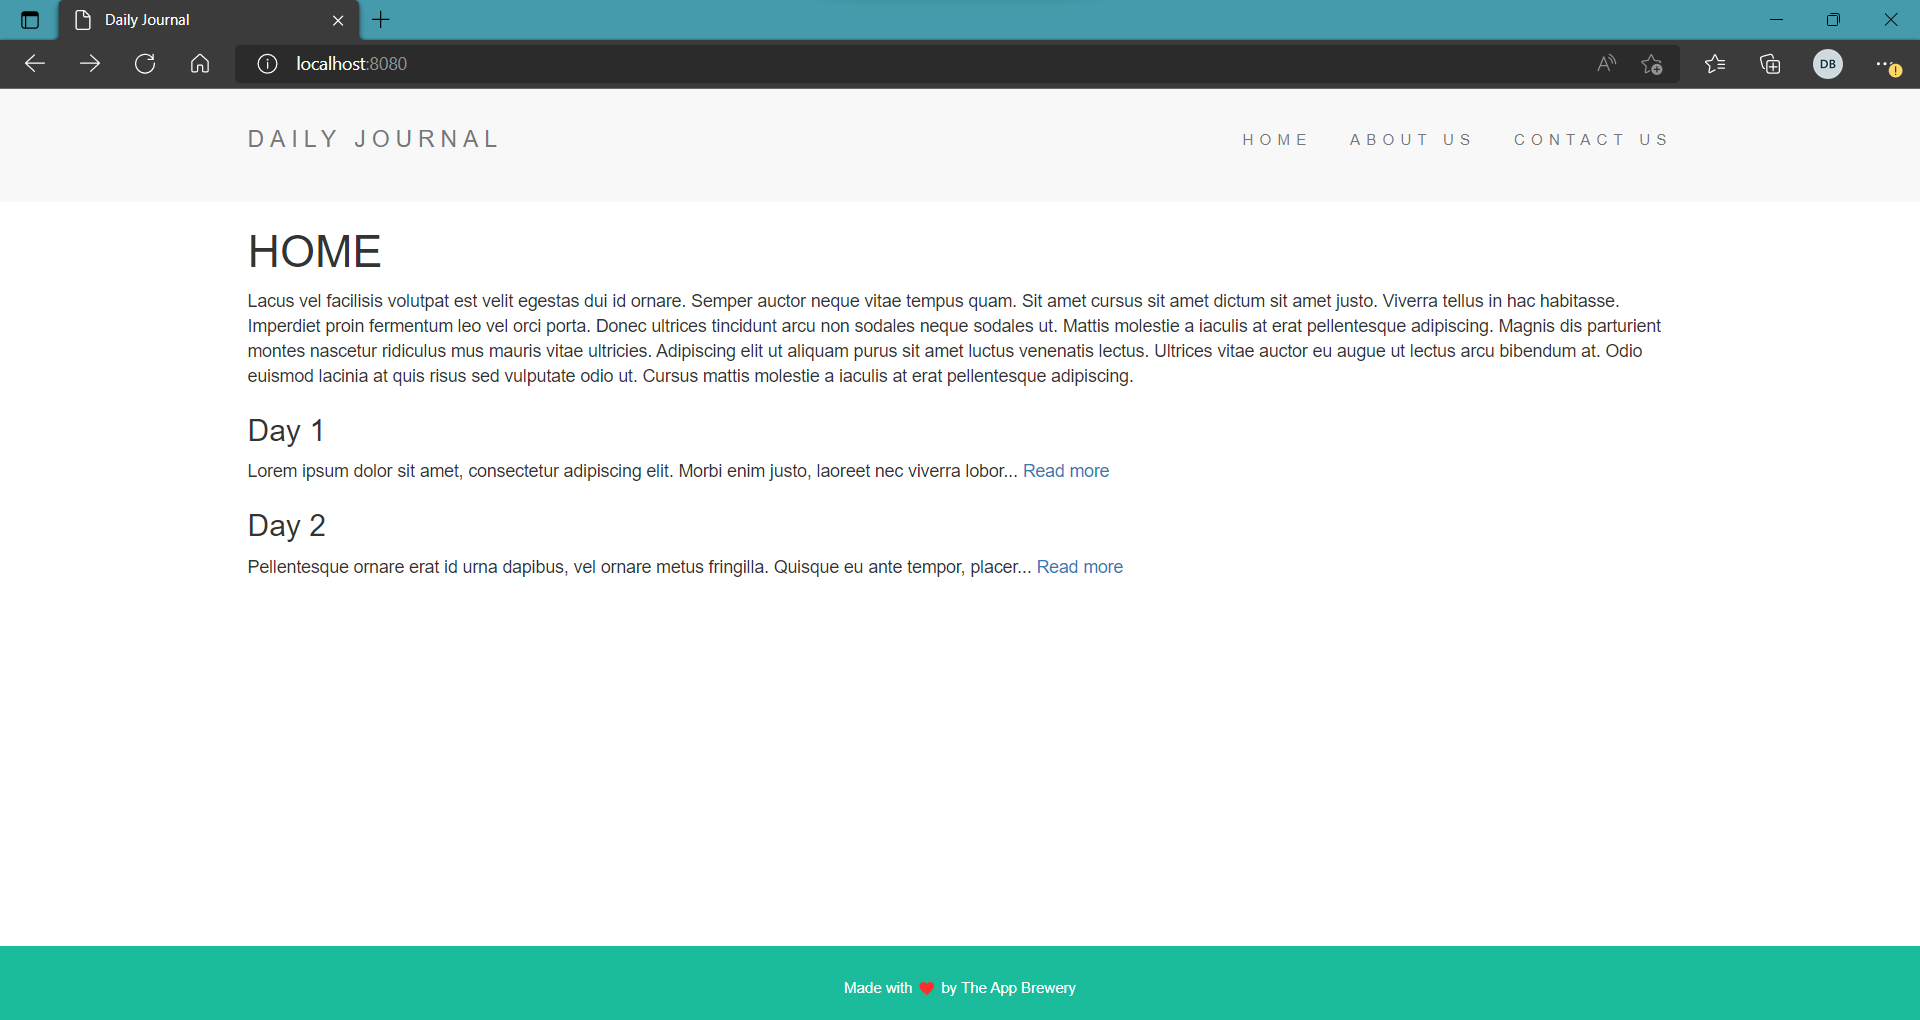 Daily Journal
localhost:8080
DB
DAILY JOURNAL
HOME ABOUT US CONTACT US
HOME
Lacus vel facilisis volutpat est velit egestas dui id ornare. Semper auctor neque vitae tempus quam. Sit amet cursus sit amet dictum sit amet justo. Viverra tellus in hac habitasse.
Imperdiet proin fermentum leo vel orci porta. Donec ultrices tincidunt arcu non sodales neque sodales ut. Mattis molestie a iaculis at erat pellentesque adipiscing. Magnis dis parturient
montes nascetur ridiculus mus mauris vitae ultricies. Adipiscing elit ut aliquam purus sit amet luctus venenatis lectus. Ultrices vitae auctor eu augue ut lectus arcu bibendum at. Odio
euismod lacinia at quis risus sed vulputate odio ut. Cursus mattis molestie a iaculis at erat pellentesque adipiscing.
Day 1
Lorem ipsum dolor sit amet, consectetur adipiscing elit. Morbi enim justo, laoreet nec viverra lobor... Read more
Day 2
Pellentesque ornare erat id urna dapibus, vel ornare metus fringilla. Quisque eu ante tempor, placer... Read more
Made with ❤ by The App Brewery